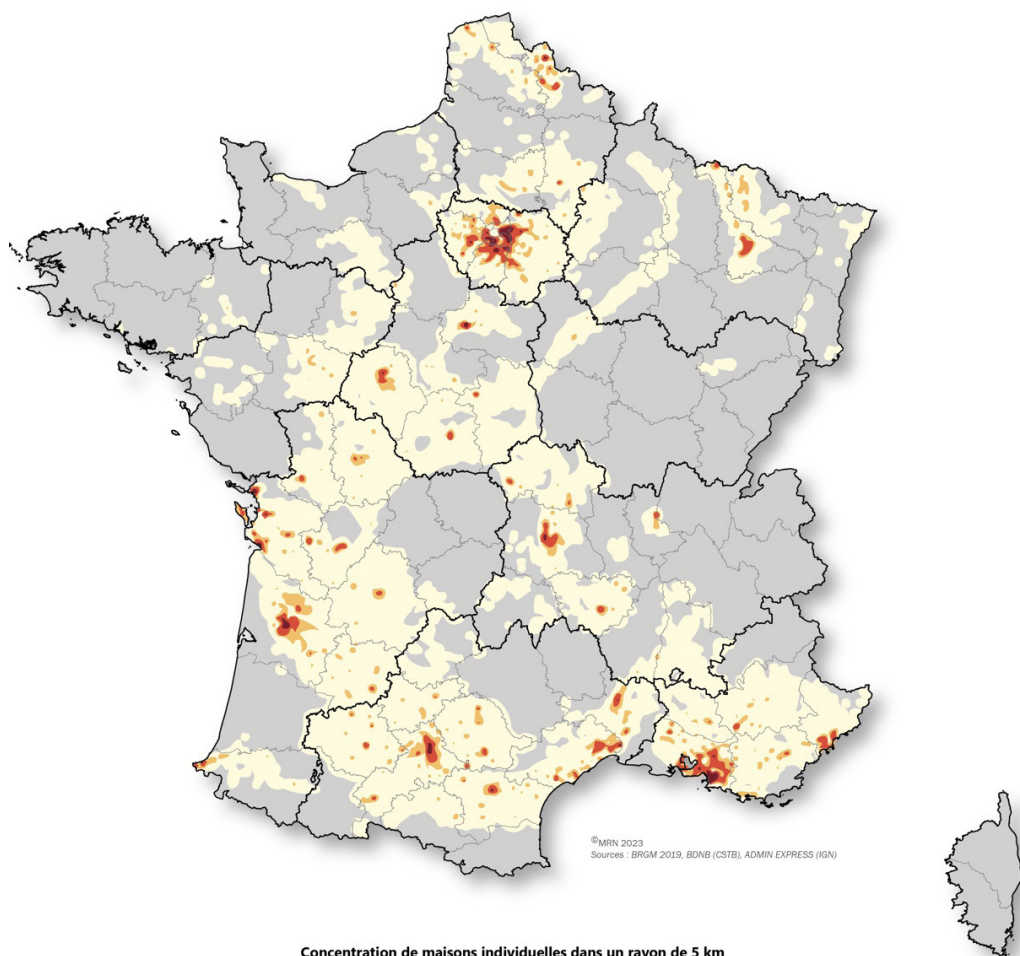 ©MRN 2023
Sources : BRGM 2019, BDNB (CSTB), ADMIN EXPRESS (IGN)
Concentration de maisons individuelles dans un rayon de 5 km